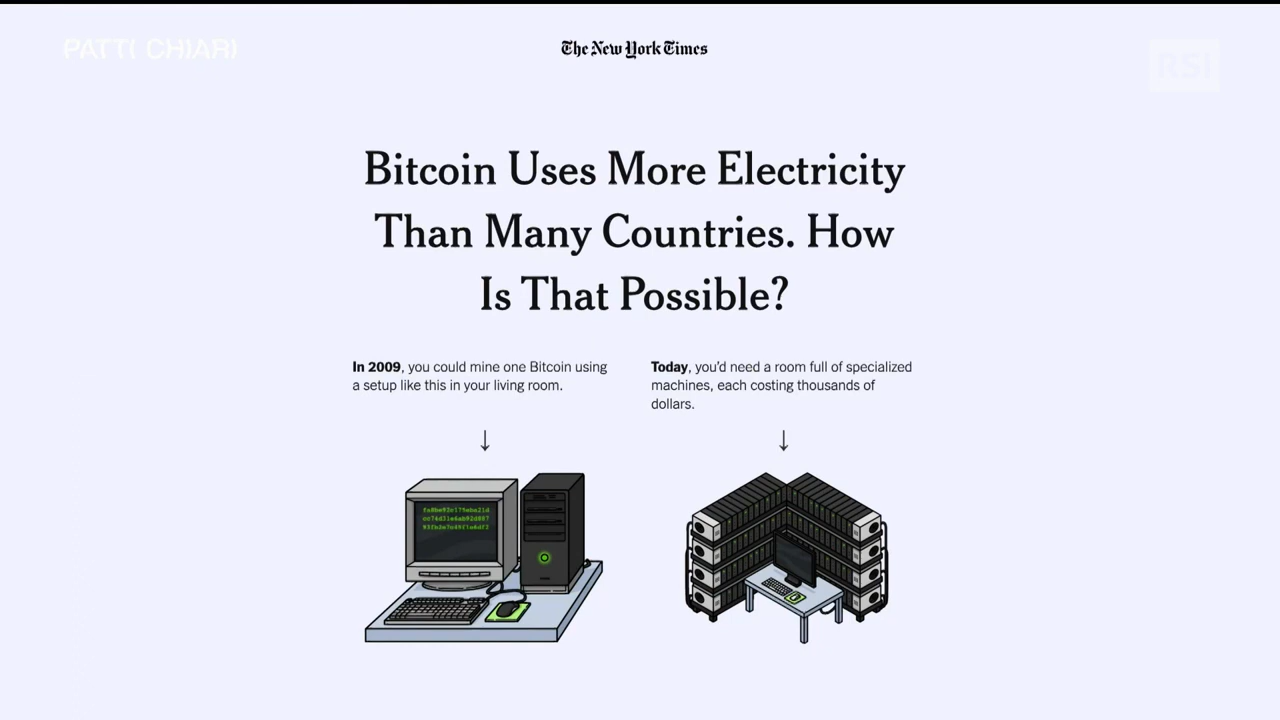 PATTI CHIARI
The New York Times
RSI
Bitcoin Uses More Electricity
Than Many Countries. How
Is That Possible?
In 2009, you could mine one Bitcoin using
a setup like this in your living room.
Today, you'd need a room full of specialized
machines, each costing thousands of
dollars.